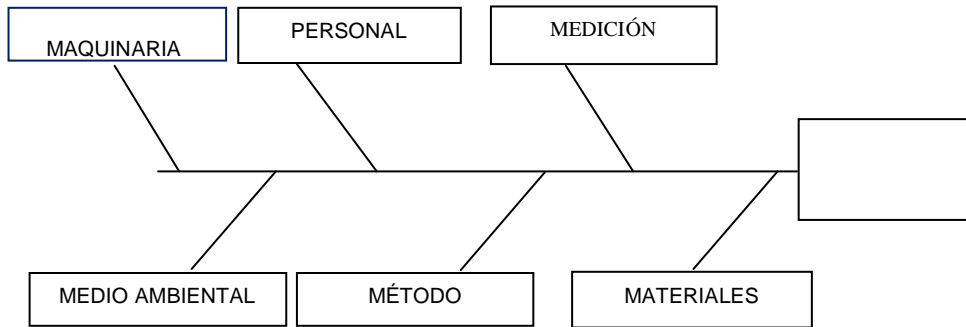 MAQUINARIA
PERSONAL
MEDICIÓN
MEDIO AMBIENTAL
MÉTODO
MATERIALES